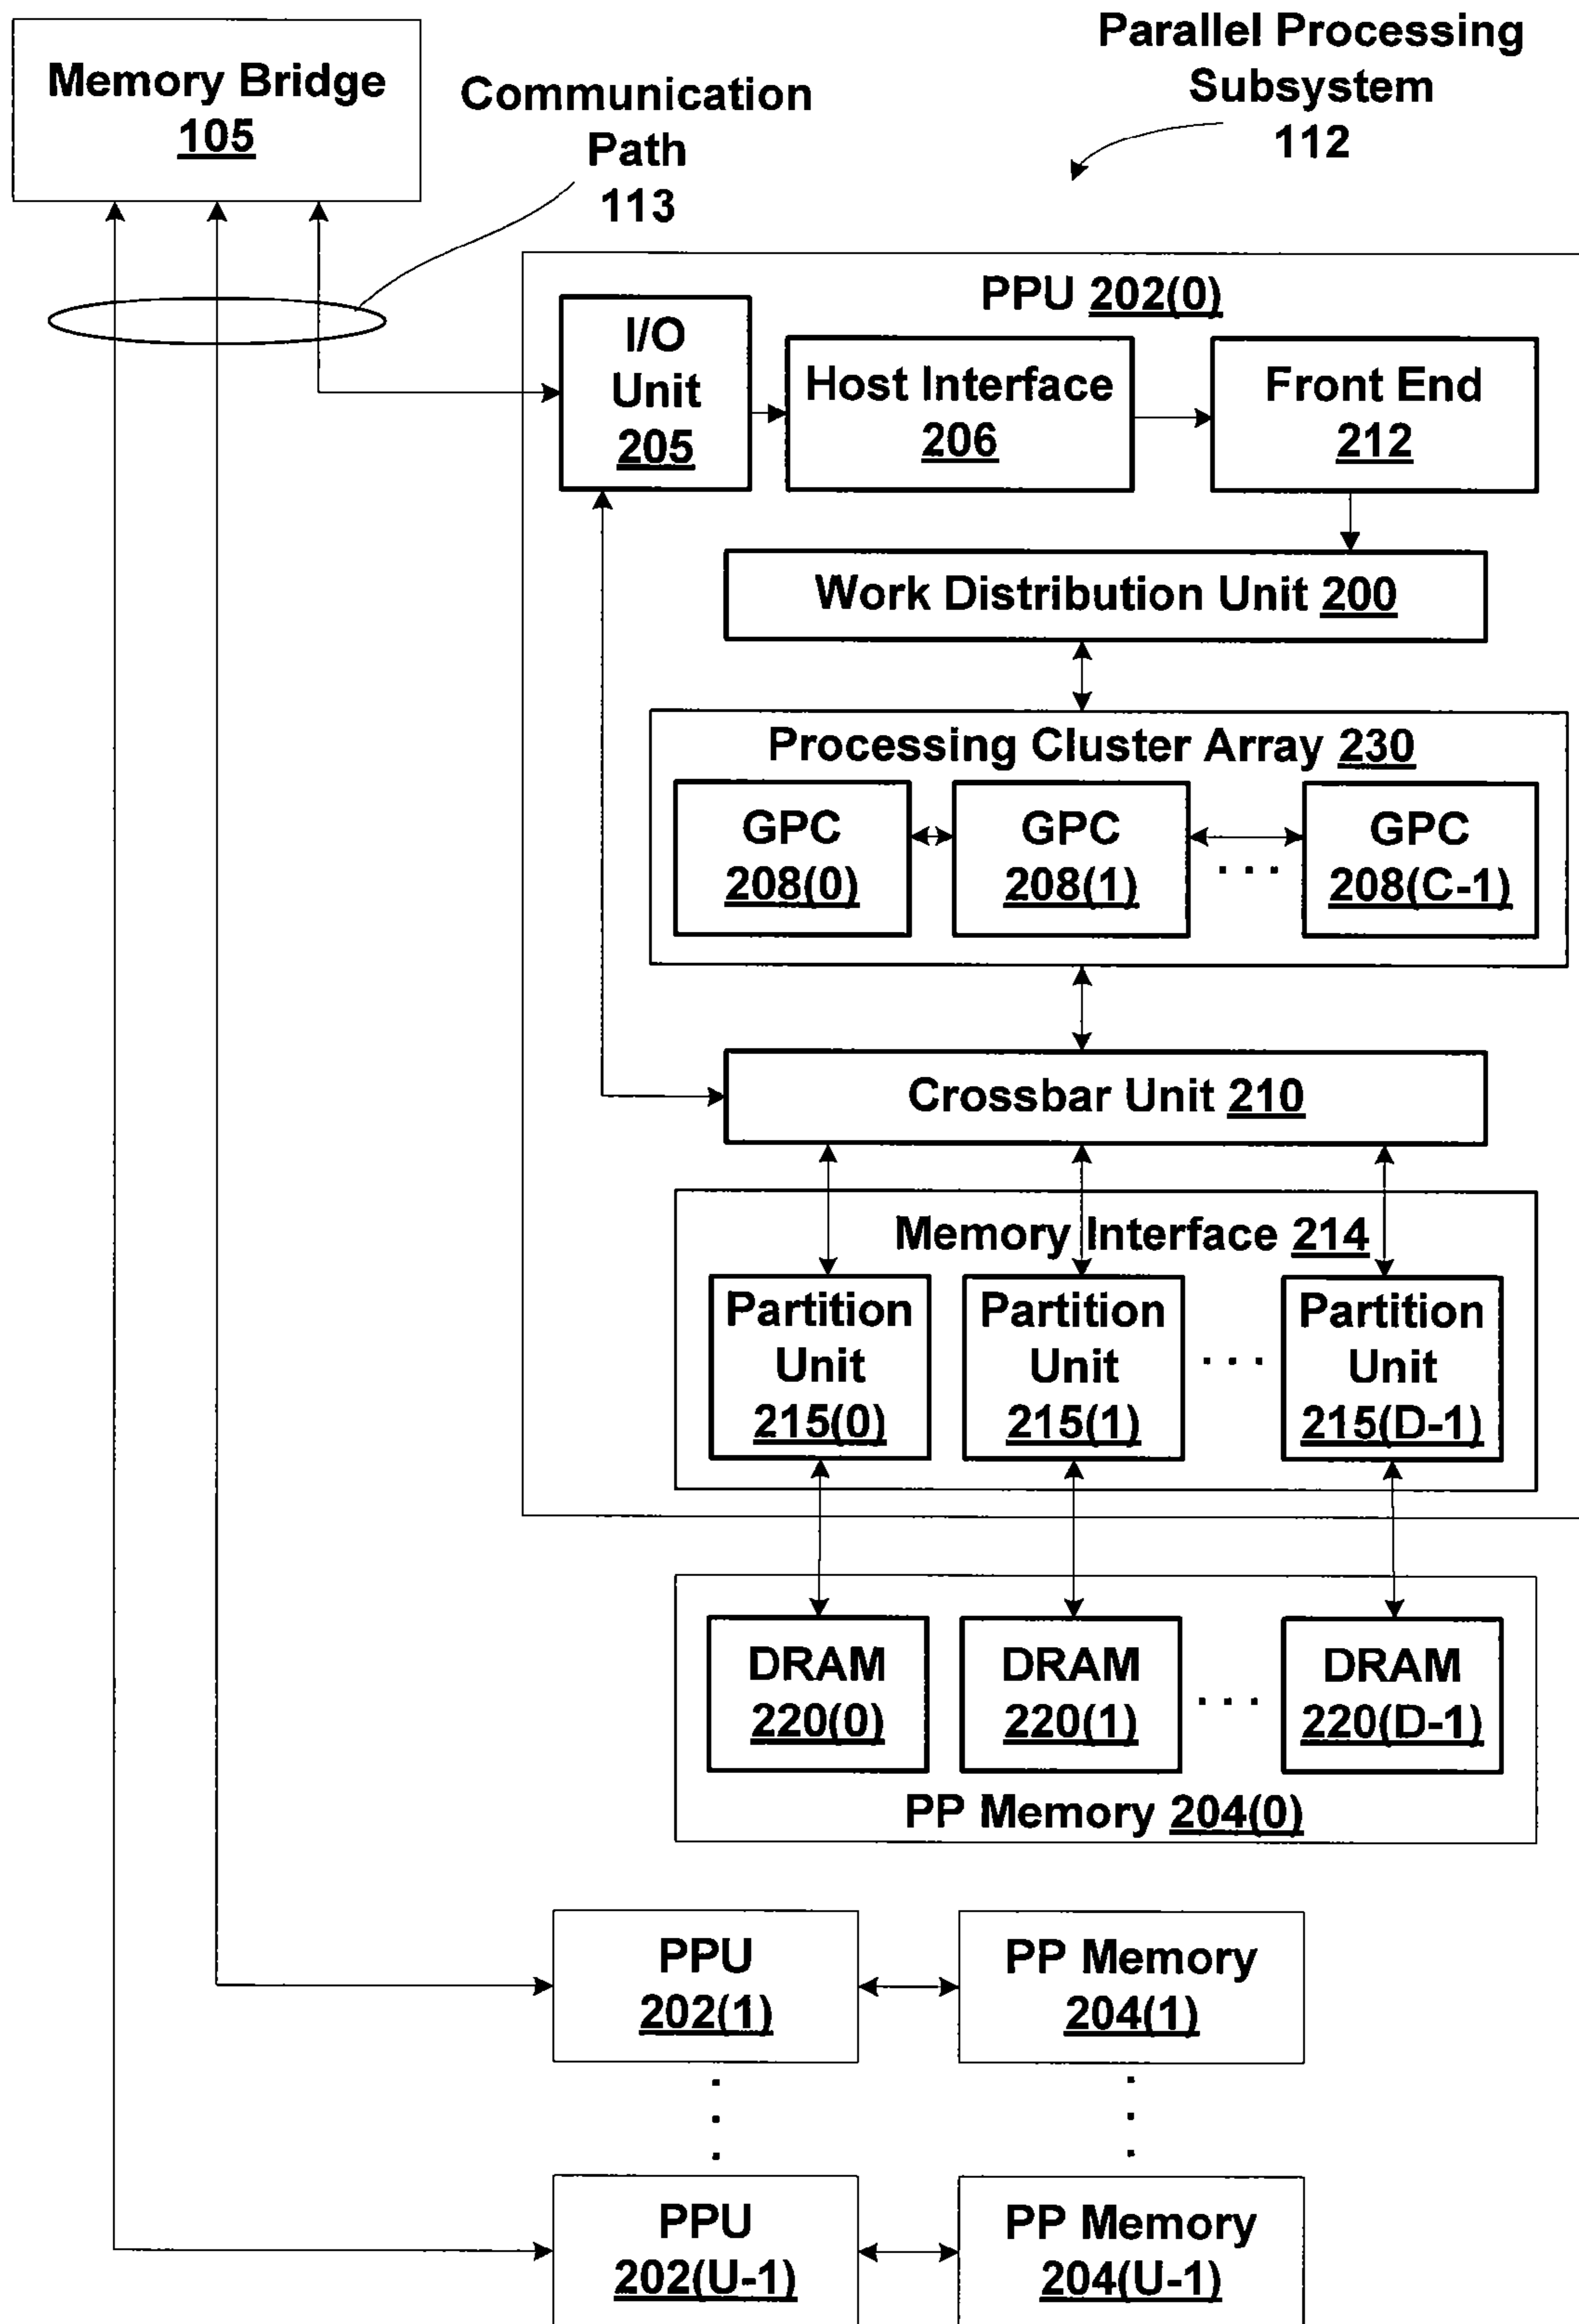 Parallel Processing
Subsystem
112
Memory Bridge
105
Communication
Path
113
PPU 202(0)
I/O
Unit
205
Host Interface
206
Front End
212
Work Distribution Unit 200
Processing Cluster Array 230
GPC
208(0)
GPC
208(1)
. . .
GPC
208(C-1)
Crossbar Unit 210
Memory Interface 214
Partition
Unit
215(0)
Partition
Unit
215(1)
. . .
Partition
Unit
215(D-1)
DRAM
220(0)
DRAM
220(1)
. . .
DRAM
220(D-1)
PP Memory 204(0)
PPU
202(1)
PP Memory
204(1)
PPU
202(U-1)
PP Memory
204(U-1)